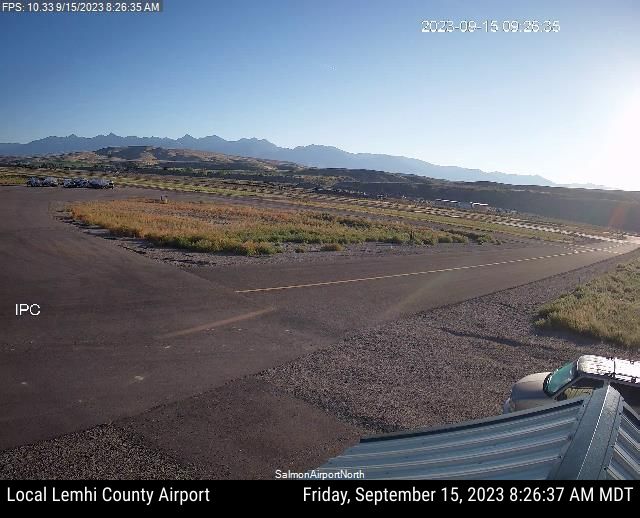 FPS: 10.33 9/15/2023 8:26:35 AM
2023-09-15 09:26:35
IPC
SalmonAirportNorth
Local Lemhi County Airport
Friday, September 15, 2023 8:26:37 AM MDT